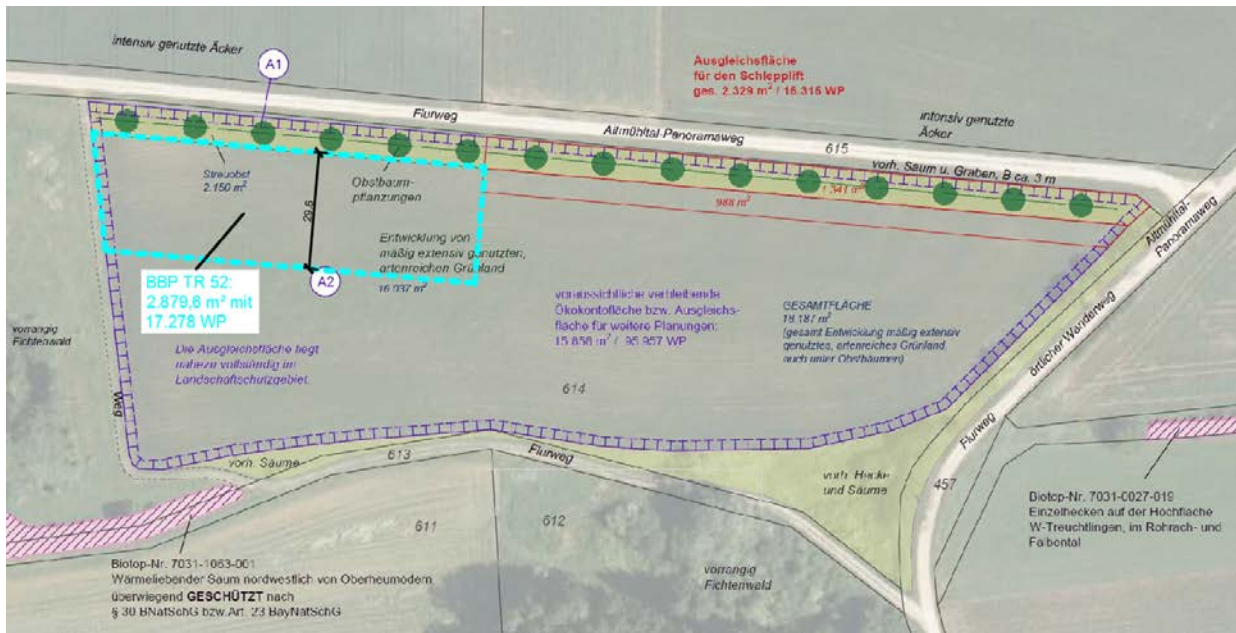 intensiv genutzte Äcker
A1
Ausgleichsfläche
für den Schlepplift
ges. 2.329 m² / 16.316 WP
Flurweg
Altmühltal-Panoramaweg
615
intensiv genutzte
Äcker
vorh. Saum u. Graben, B ca. 3 m
1.341 m²
988 m²
Streuobst
2.150 m²
Obstbaum-
pflanzungen
29,6
Entwicklung von
mäßig extensiv genutzten,
artenreichen Grünland
16.037 m²
A2
BBP TR 52:
2.879,6 m² mit
17.278 WP
Altmühltal-
Panoramaweg
vorrangig
Fichtenwald
Die Ausgleichsfläche liegt
nahezu vollständig im
Landschaftschutzgebiet.
voraussichtliche verbleibende
Ökokontofläche bzw. Ausgleichs-
fläche für weitere Planungen:
15.858 m² / 95.957 WP
GESAMTFLÄCHE
18.187 m²
(gesamt Entwicklung mäßig extensiv
genutztes, artenreiches Grünland,
auch unter Obstbäumen)
örtlicher Wanderweg
Weg
614
Flurweg
vorh. Säume
613
Flurweg
vorh. Hecke
und Säume
457
611
612
Biotop-Nr. 7031-0027-019
Einzelhecken auf der Hochfläche
W-Treuchtlingen, im Rohrach- und
Falbental
Biotop-Nr. 7031-1063-001
Wärmeliebender Saum nordwestlich von Oberheumödern,
überwiegend GESCHÜTZT nach
§ 30 BNatSchG bzw. Art. 23 BayNatSchG
vorrangig
Fichtenwald